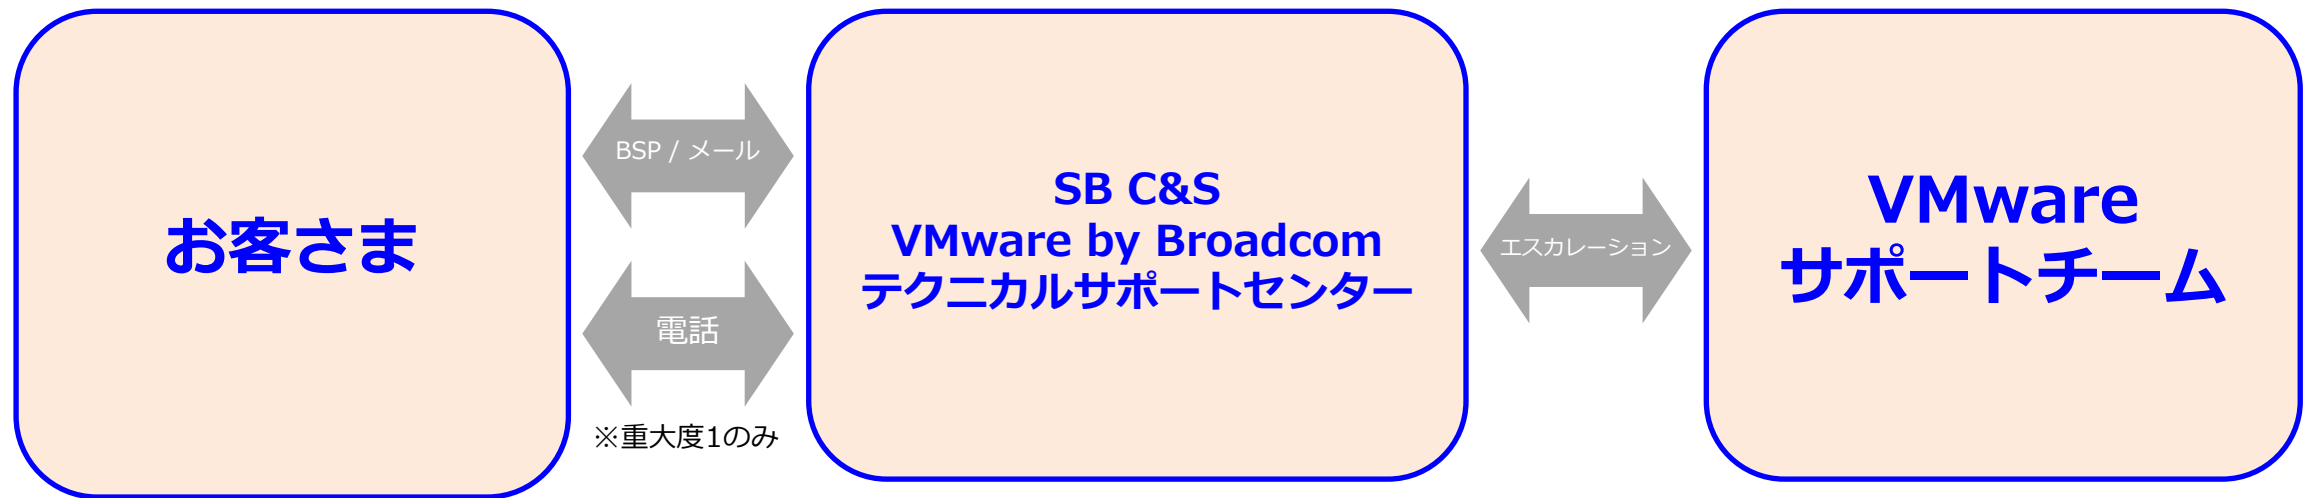 お客さま
BSP / メール
電話
※重大度1のみ
SB C&S
VMware by Broadcom
テクニカルサポートセンター
エスカレーション
VMware
サポートチーム